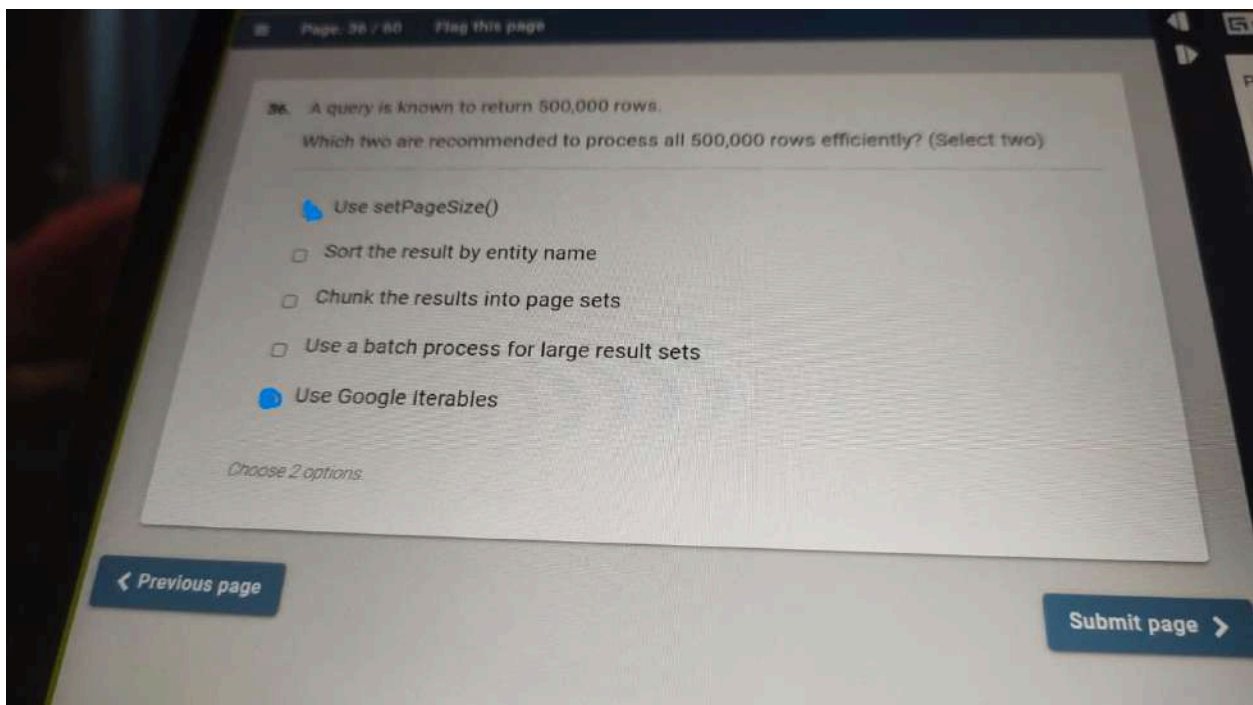 Page: 36 / 60 Flag this page
36. A query is known to return 500,000 rows.
Which two are recommended to process all 500,000 rows efficiently? (Select two)
Use setPageSize()
Sort the result by entity name
Chunk the results into page sets
Use a batch process for large result sets
Use Google Iterables
Choose 2 options.
Previous page
Submit page